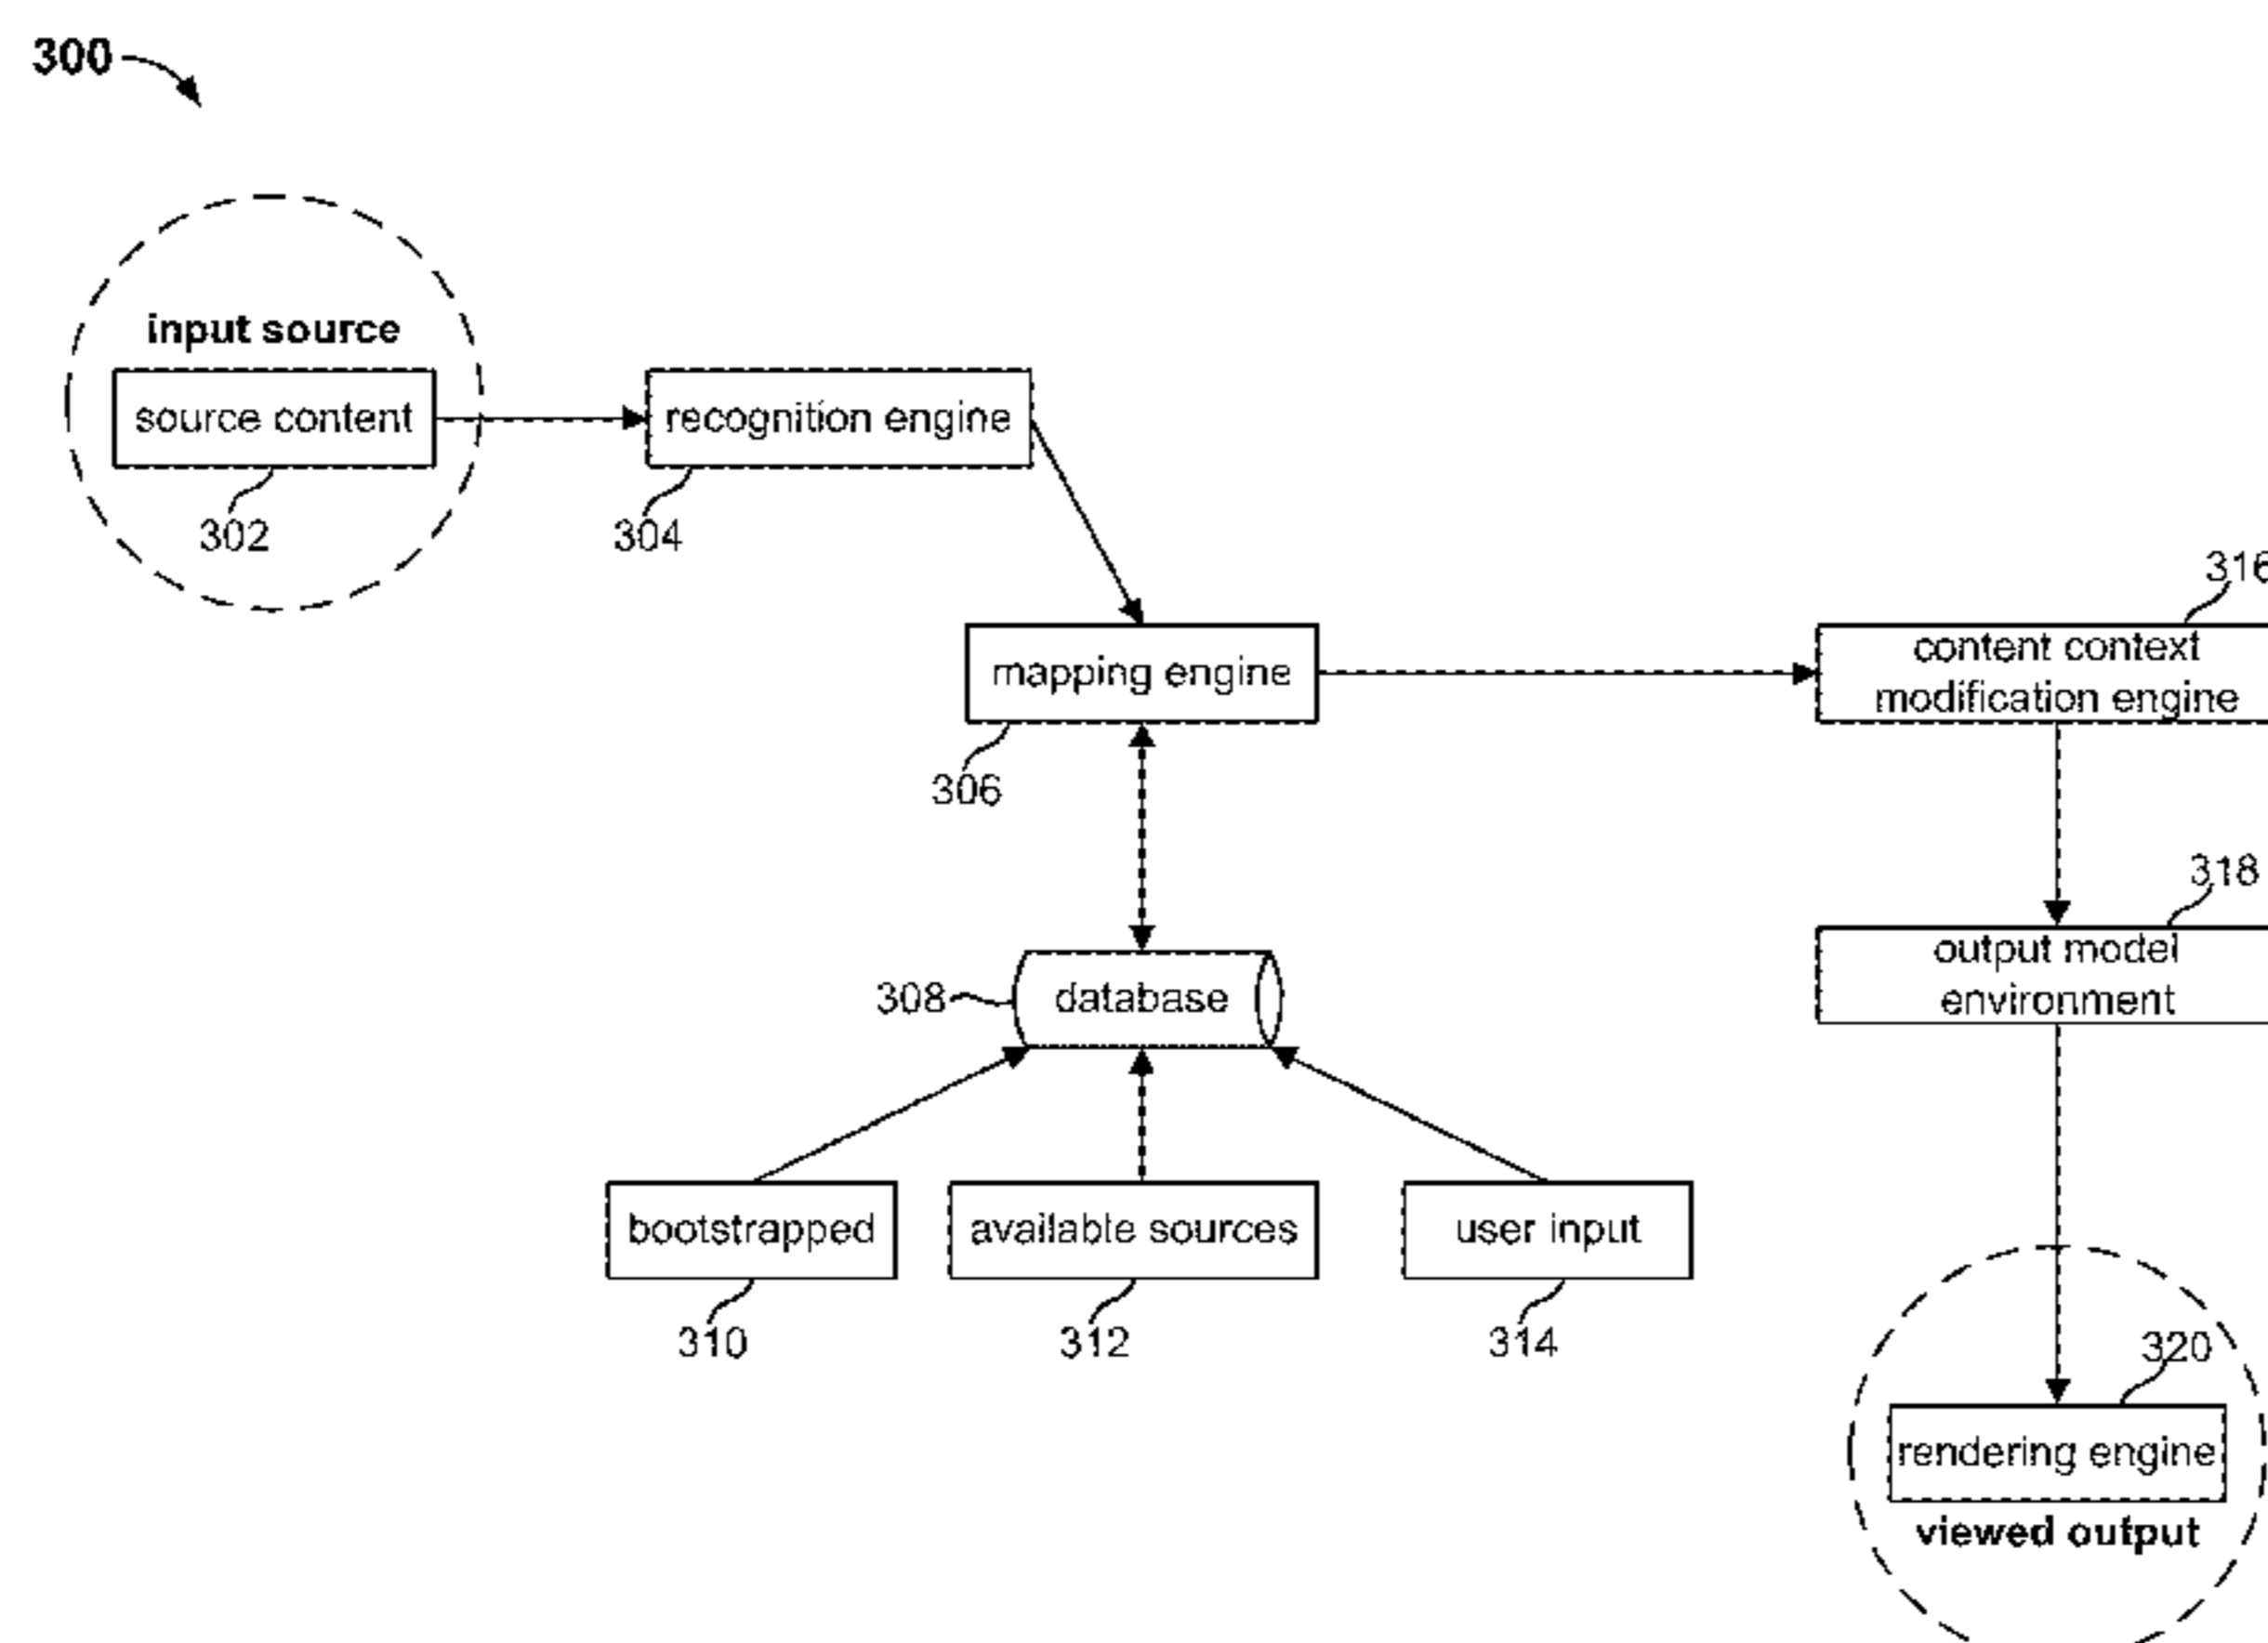 300
input source
source content
302
recognition engine
304
316
mapping engine
306
content context
modification engine
318
308
database
output model
environment
bootstrapped
310
available sources
312
user input
314
320
rendering engine
viewed output